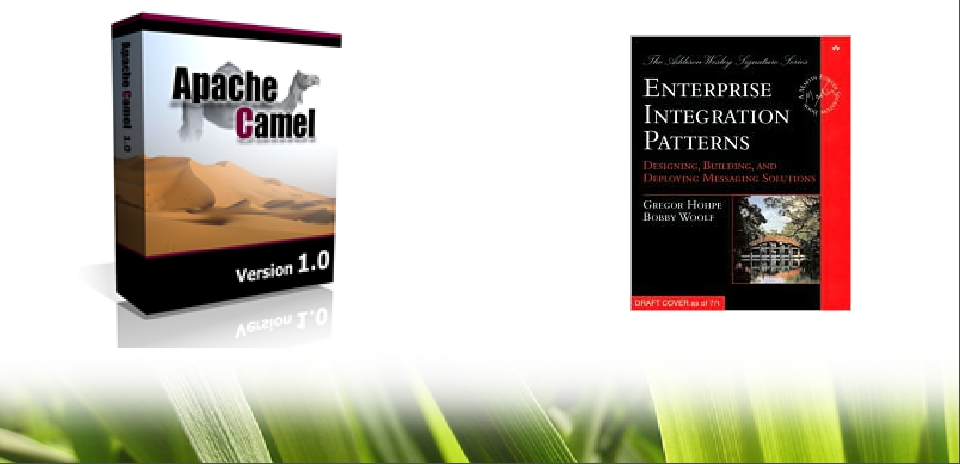 Apache Camel 1.0
Apache
Camel
Version 1.0
Version 1.0
The Addison Wesley Signature Series
ENTERPRISE
INTEGRATION
PATTERNS
DESIGNING, BUILDING, AND
DEPLOYING MESSAGING SOLUTIONS
GREGOR HOHPE
BOBBY WOOLF
DRAFT COVER as of 7/1